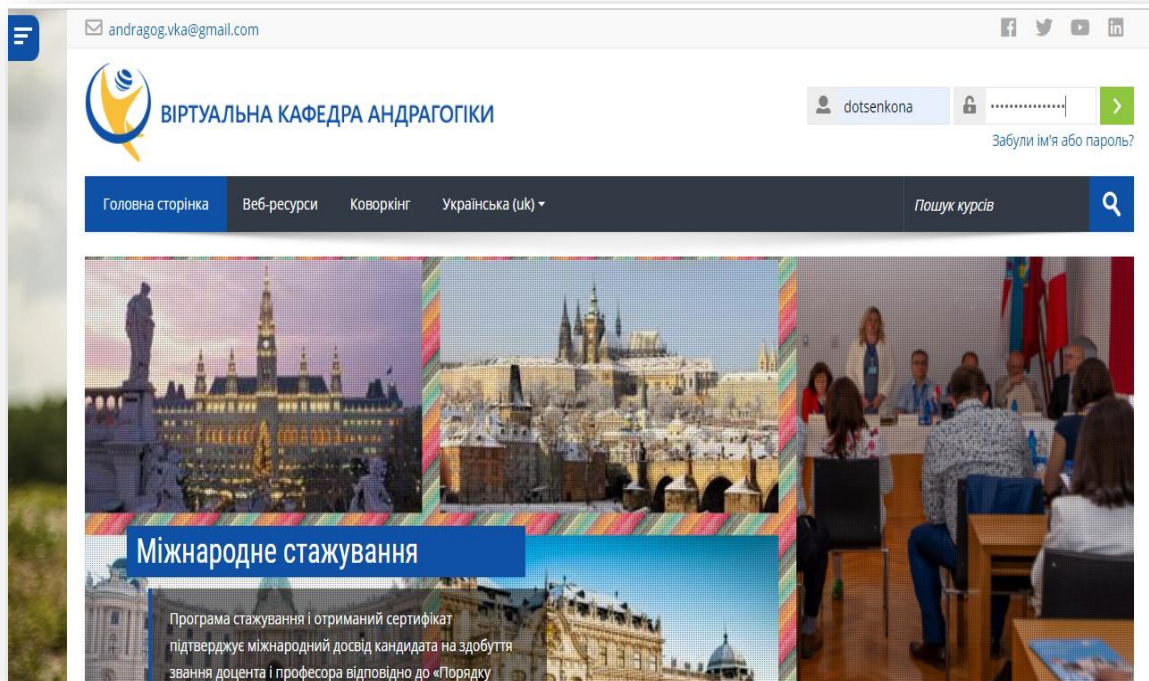 andragog.vka@gmail.com
ВІРТУАЛЬНА КАФЕДРА АНДРАГОГІКИ
dotsenkona
Забули ім'я або пароль?
Головна сторінка
Веб-ресурси
Коворкінг
Українська (uk)
Пошук курсів
Міжнародне стажування
Програма стажування і отриманий сертифікат
підтверджує міжнародний досвід кандидата на здобуття
звання доцента і професора відповідно до «Порядку